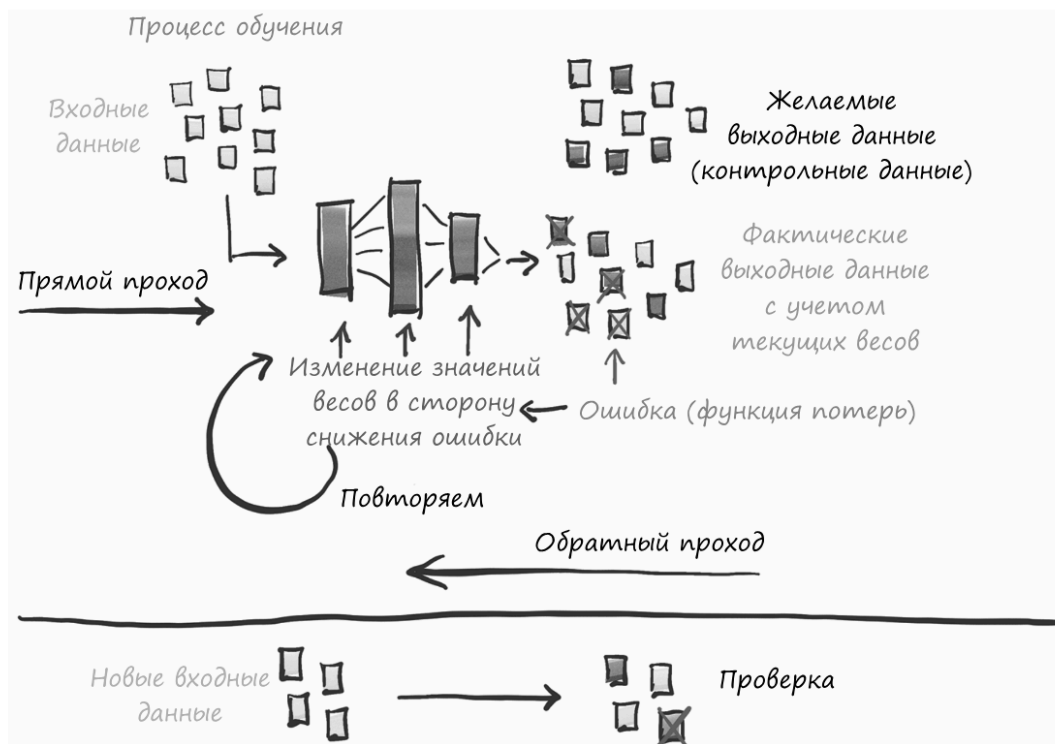 Процесс обучения
Входные
данные
Желаемые
выходные данные
(контрольные данные)
Фактические
выходные данные
с учетом
текущих весов
Прямой проход
Изменение значений
весов в сторону
снижения ошибки
Ошибка (функция потерь)
Повторяем
Обратный проход
Новые входные
данные
Проверка